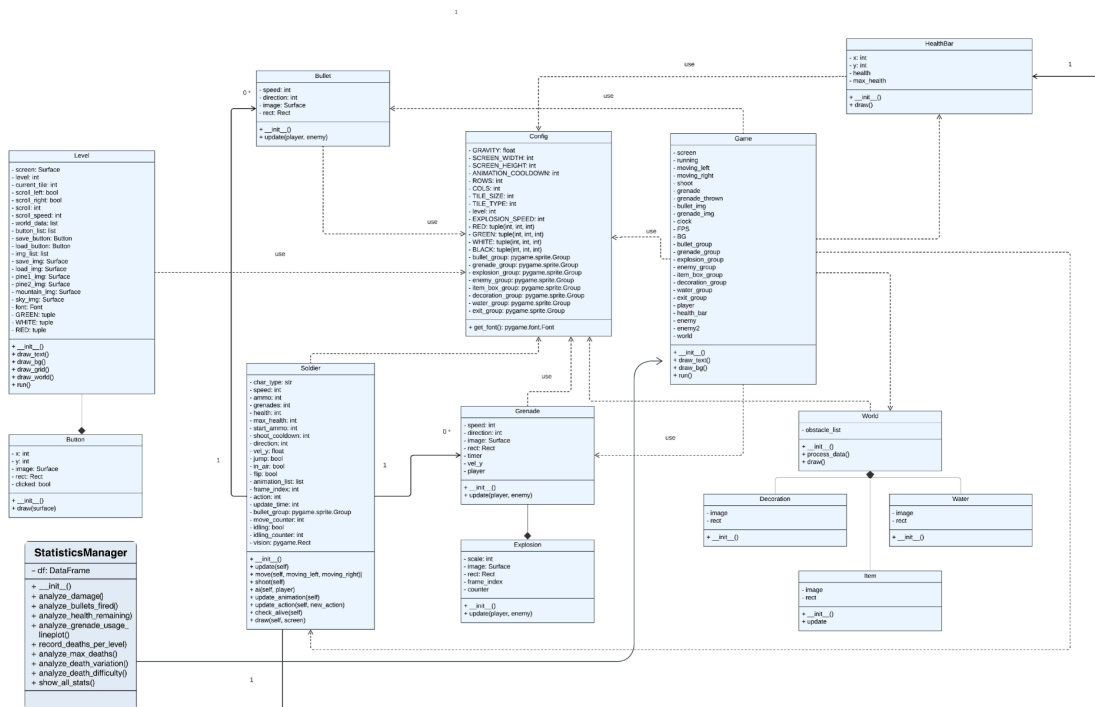 1
HealthBar
- x: int
- y: int
- health
- max_health
+ __init__()
+ draw()
1
use
Bullet
- speed: int
- direction: int
- image: Surface
- rect: Rect
+ __init__()
+ update(player, enemy)
0 *
use
Config
- GRAVITY: float
- SCREEN_WIDTH: int
- SCREEN_HEIGHT: int
- ANIMATION_COOLDOWN: int
- ROWS: int
- COLS: int
- TILE_SIZE: int
- TILE_TYPE: int
- level: int
- EXPLOSION_SPEED: int
- RED: tuple(int, int, int)
- GREEN: tuple(int, int, int)
- WHITE: tuple(int, int, int)
- BLACK: tuple(int, int, int)
- bullet_group: pygame.sprite.Group
- grenade_group: pygame.sprite.Group
- explosion_group: pygame.sprite.Group
- enemy_group: pygame.sprite.Group
- item_box_group: pygame.sprite.Group
- decoration_group: pygame.sprite.Group
- water_group: pygame.sprite.Group
- exit_group: pygame.sprite.Group
+ get_font(): pygame.font.Font
Game
- screen
- running
- moving_left
- moving_right
- shoot
- grenade
- grenade_thrown
- bullet_img
- grenade_img
- clock
- FPS
- BG
- bullet_group
- grenade_group
- explosion_group
- enemy_group
- item_box_group
- decoration_group
- water_group
- exit_group
- player
- health_bar
- enemy
- enemy2
- world
+ __init__()
+ draw_text()
+ draw_bg()
+ run()
Level
- screen: Surface
- level: int
- current_tile: int
- scroll_left: bool
- scroll_right: bool
- scroll: int
- scroll_speed: int
- world_data: list
- button_list: list
- save_button: Button
- load_button: Button
- img_list: list
- save_img: Surface
- load_img: Surface
- pine1_img: Surface
- pine2_img: Surface
- mountain_img: Surface
- sky_img: Surface
- font: Font
- GREEN: tuple
- WHITE: tuple
- RED: tuple
+ __init__()
+ draw_text()
+ draw_bg()
+ draw_grid()
+ draw_world()
+ run()
use
use
use
use
use
Soldier
- char_type: str
- speed: int
- ammo: int
- grenades: int
- health: int
- max_health: int
- start_ammo: int
- shoot_cooldown: int
- direction: int
- vel_y: float
- jump: bool
- in_air: bool
- flip: bool
- animation_list: list
- frame_index: int
- action: int
- update_time: int
- bullet_group: pygame.sprite.Group
- move_counter: int
- idling: bool
- idling_counter: int
- vision: pygame.Rect
+ __init__()
+ update(self)
+ move(self, moving_left, moving_right))
+ shoot(self)
+ ai(self, player)
+ update_animation(self)
+ update_action(self, new_action)
+ check_alive(self)
+ draw(self, screen)
Grenade
- speed: int
- direction: int
- image: Surface
- rect: Rect
- timer
- vel_y
- player
+ __init__()
+ update(player, enemy)
0 *
1
1
World
- obstacle_list
+ __init__()
+ process_data()
+ draw()
Button
- x: int
- y: int
- image: Surface
- rect: Rect
- clicked: bool
+ __init__()
+ draw(surface)
Decoration
- image
- rect
+ __init__()
Water
- image
- rect
+ __init__()
Explosion
- scale: int
- image: Surface
- rect: Rect
- frame_index
- counter
+ __init__()
+ update(player, enemy)
Item
- image
- rect
+ __init__()
+ update
StatisticsManager
– df: DataFrame
+ __init__()
+ analyze_damage()
+ analyze_bullets_fired()
+ analyze_health_remaining)
+ analyze_grenade_usage_
lineplot()
+ record_deaths_per_level)
+ analyze_max_deaths()
+ analyze_death_variation()
+ analyze_death_difficulty()
+ show_all_stats()
1